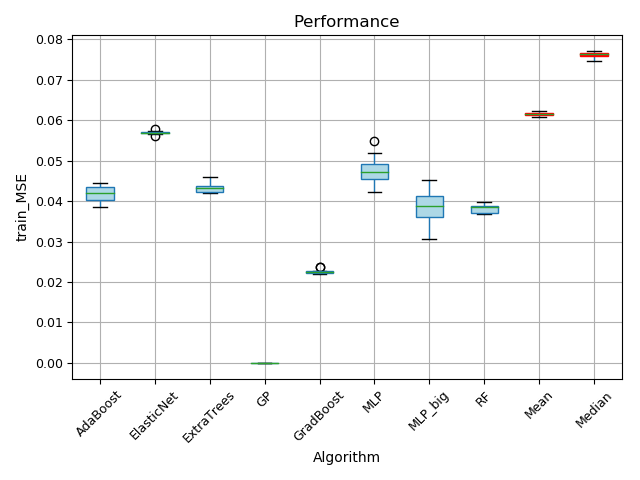 Performance
0.08
0.07
0.06
0.05
0.04
0.03
0.02
0.01
0.00
train_MSE
AdaBoost
ElasticNet
ExtraTrees
GP
GradBoost
MLP
MLP_big
RF
Mean
Median
Algorithm